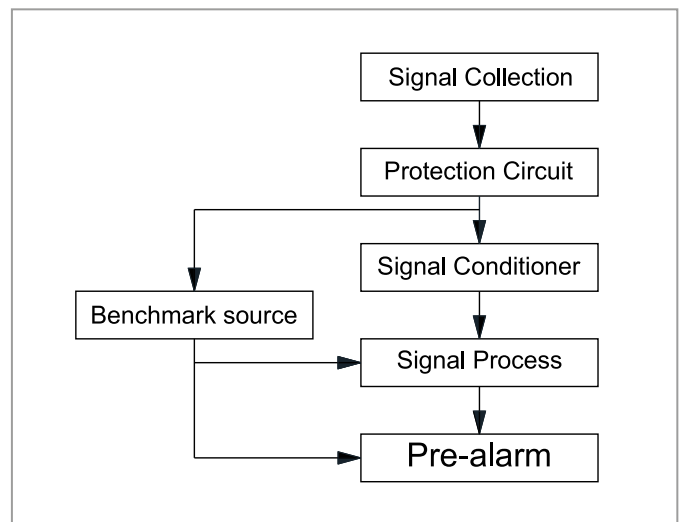 Signal Collection
Protection Circuit
Signal Conditioner
Benchmark source
Signal Process
Pre-alarm